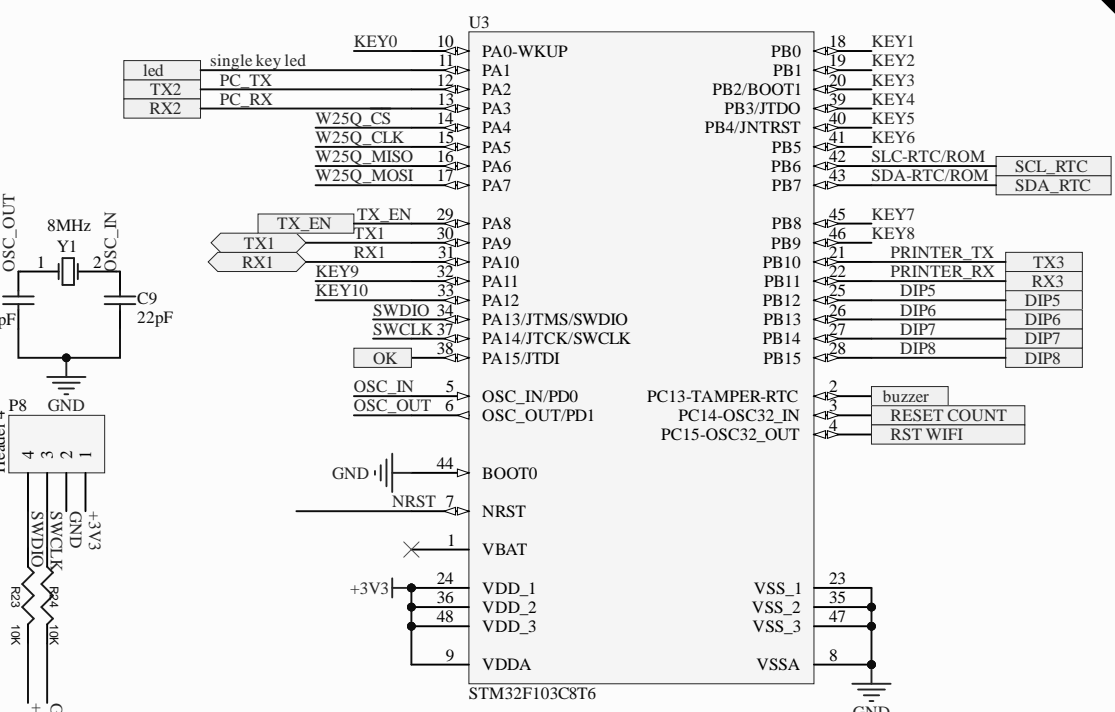 U3
KEY0 10 PA0-WKUP PB0 18 KEY1
led single key led 11 PA1 PB1 19 KEY2
TX2 PC_TX 12 PA2 PB2/BOOT1 20 KEY3
RX2 PC_RX 13 PA3 PB3/JTDO 39 KEY4
W25Q_CS 14 PA4 PB4/JNTRST 40 KEY5
W25Q_CLK 15 PA5 PB5 41 KEY6
W25Q_MISO 16 PA6 PB6 42 SLC-RTC/ROM SCL_RTC
W25Q_MOSI 17 PA7 PB7 43 SDA-RTC/ROM SDA_RTC
TX_EN TX_EN 29 PA8 PB8 45 KEY7
TX1 TX1 30 PA9 PB9 46 KEY8
RX1 RX1 31 PA10 PB10 21 PRINTER_TX TX3
KEY9 32 PA11 PB11 22 PRINTER_RX RX3
KEY10 33 PA12 PB12 25 DIP5 DIP5
SWDIO 34 PA13/JTMS/SWDIO PB13 26 DIP6 DIP6
SWCLK 37 PA14/JTCK/SWCLK PB14 27 DIP7 DIP7
OK 38 PA15/JTDI PB15 28 DIP8 DIP8
OSC_IN 5 OSC_IN/PD0 PC13-TAMPER-RTC 2 buzzer
OSC_OUT 6 OSC_OUT/PD1 PC14-OSC32_IN 3 RESET COUNT
PC15-OSC32_OUT 4 RST WIFI
GND 44 BOOT0
NRST 7 NRST
1 VBAT
+3V3 24 VDD_1 VSS_1 23
36 VDD_2 VSS_2 35
48 VDD_3 VSS_3 47
9 VDDA VSSA 8
STM32F103C8T6
GND
OSC_OUT
8MHz
Y1
OSC_IN
1 2
C9
pF 22pF
GND
P8
Header4
4 3 2 1
SWDIO
SWCLK
GND
+3V3
R23 10K
R24 10K